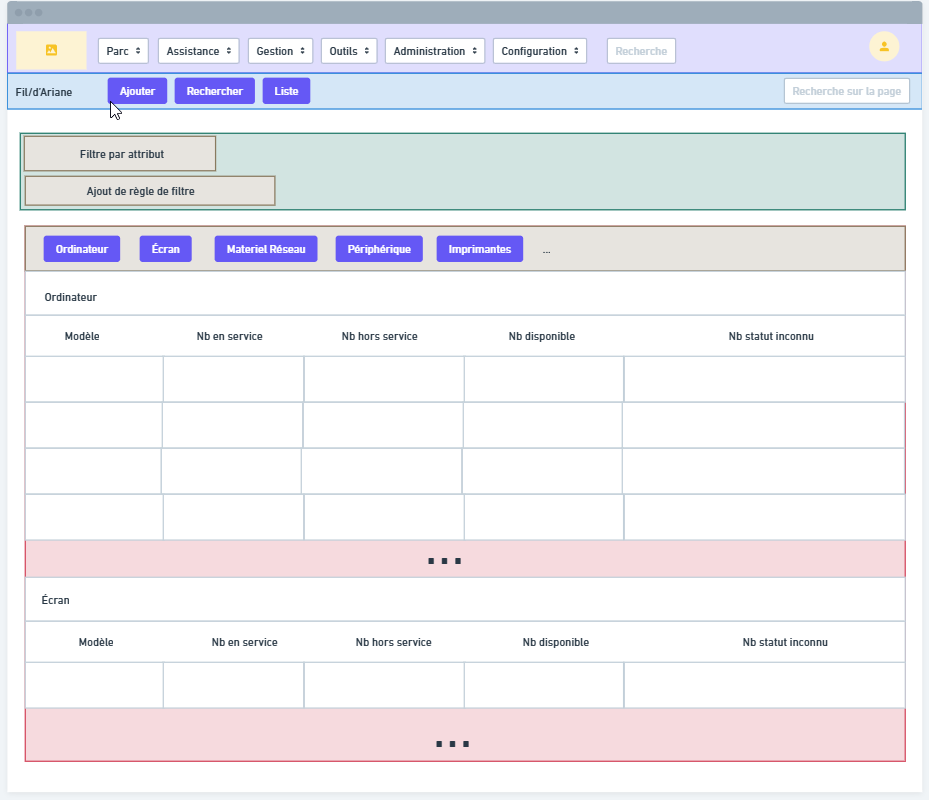 Parc Assistance Gestion Outils Administration Configuration Recherche
Fil/d'Ariane Ajouter Rechercher Liste Recherche sur la page
Filtre par attribut
Ajout de règle de filtre
Ordinateur Écran Materiel Réseau Périphérique Imprimantes ...
Ordinateur
Modèle Nb en service Nb hors service Nb disponible Nb statut inconnu
...
Écran
Modèle Nb en service Nb hors service Nb disponible Nb statut inconnu
...